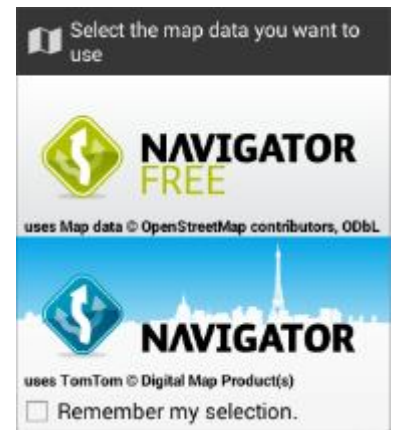 Select the map data you want to
use
NAVIGATOR
FREE
uses Map data © OpenStreetMap contributors, ODbL
NAVIGATOR
uses TomTom © Digital Map Product(s)
Remember my selection.